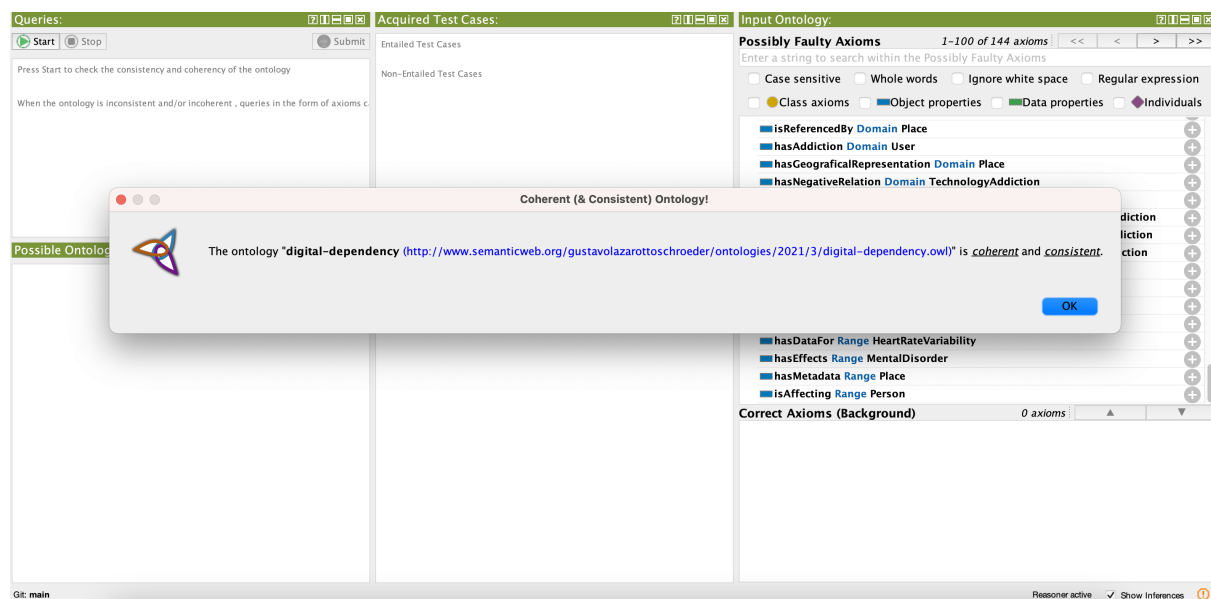 Queries:
Start
Stop
Submit
Press Start to check the consistency and coherency of the ontology
When the ontology is inconsistent and/or incoherent , queries in the form of axioms c
Possible Ontolog
Acquired Test Cases:
Entailed Test Cases
Non-Entailed Test Cases
Input Ontology:
Possibly Faulty Axioms 1-100 of 144 axioms << < > >>
Enter a string to search within the Possibly Faulty Axioms
Case sensitive Whole words Ignore white space Regular expression
Class axioms Object properties Data properties Individuals
isReferencedBy Domain Place
hasAddiction Domain User
hasGeograficalRepresentation Domain Place
hasNegativeRelation Domain TechnologyAddiction
diction
liction
ction
Coherent (& Consistent) Ontology!
The ontology "digital-dependency (http://www.semanticweb.org/gustavolazarottoschroeder/ontologies/2021/3/digital-dependency.owl)" is coherent and consistent.
OK
hasDataFor Range HeartRateVariability
hasEffects Range MentalDisorder
hasMetadata Range Place
isAffecting Range Person
Correct Axioms (Background) 0 axioms
Git: main
Reasoner active Show Inferences